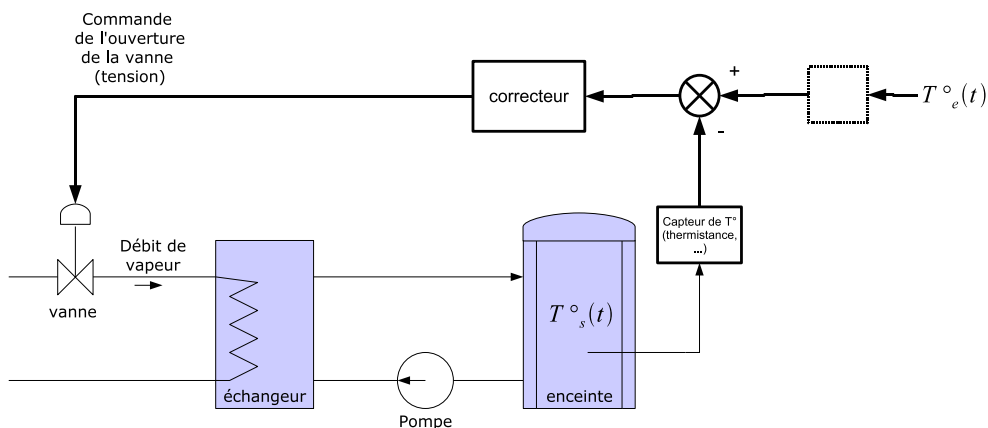 Commande
de l'ouverture
de la vanne
(tension)
correcteur
+
-
T °e(t)
Capteur de T°
(thermistance,
...)
Débit de
vapeur
vanne
échangeur
Pompe
T °s(t)
enceinte